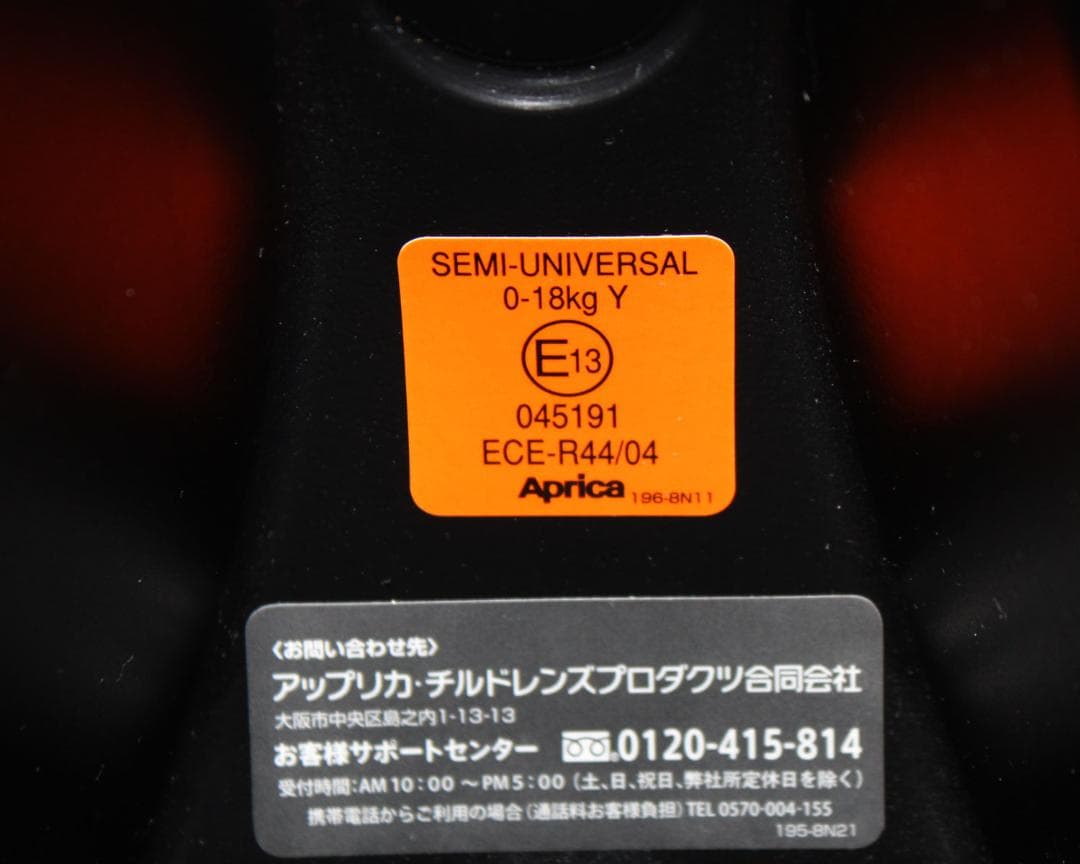 SEMI-UNIVERSAL
0-18kg Y
E13
045191
ECE-R44/04
Aprica 196-8N11
〈お問い合わせ先〉
アップリカ・チルドレンズプロダクツ合同会社
大阪市中央区島之内1-13-13
お客様サポートセンター 0120-415-814
受付時間:AM10:00～PM5:00(土、日、祝日、弊社所定休日を除く)
携帯電話からご利用の場合(通話料お客様負担)TEL 0570-004-155
195-8N21